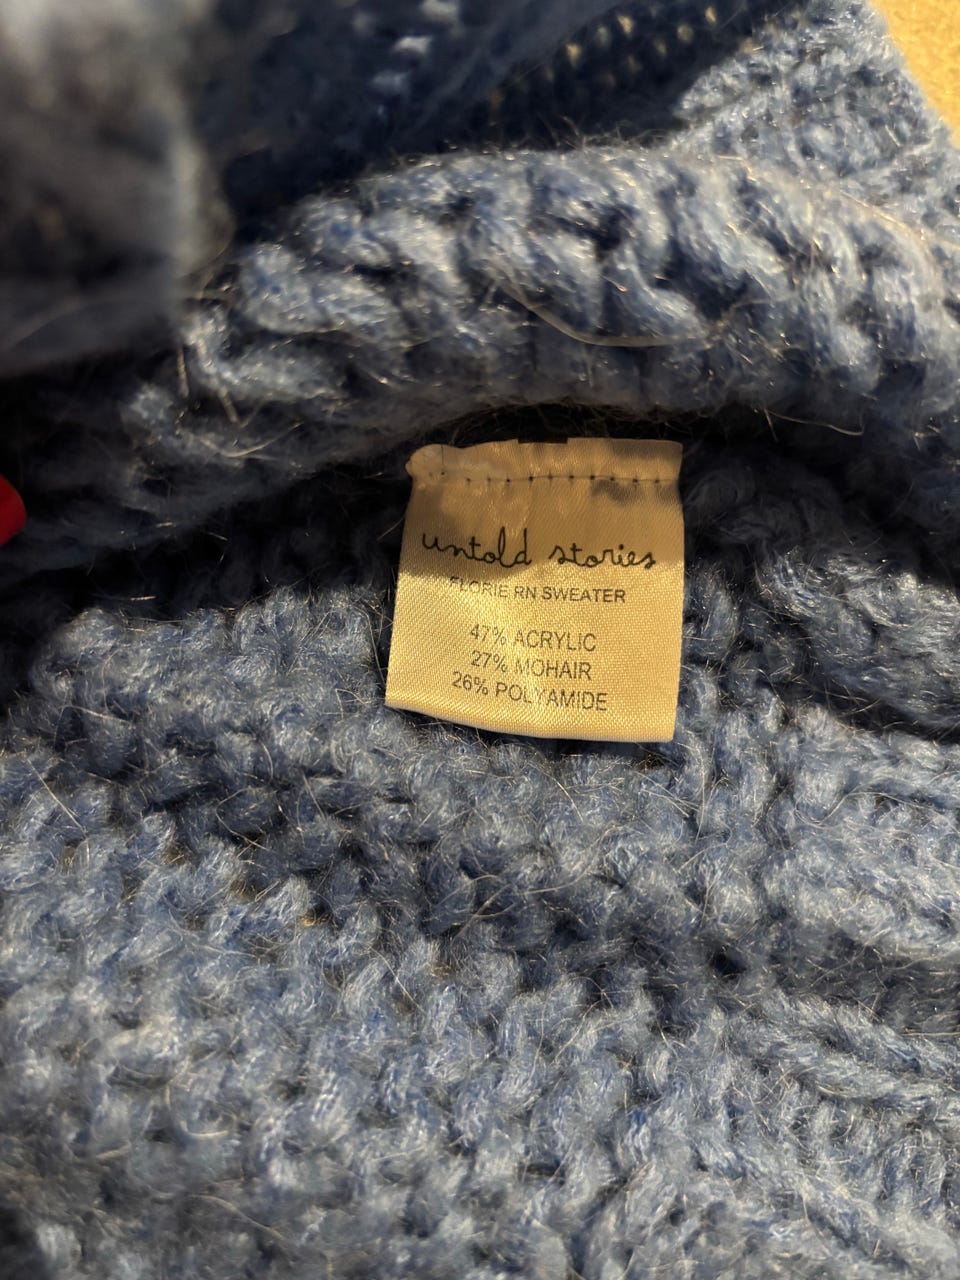 untold stories
FLORIE RN SWEATER
47% ACRYLIC
27% MOHAIR
26% POLYAMIDE